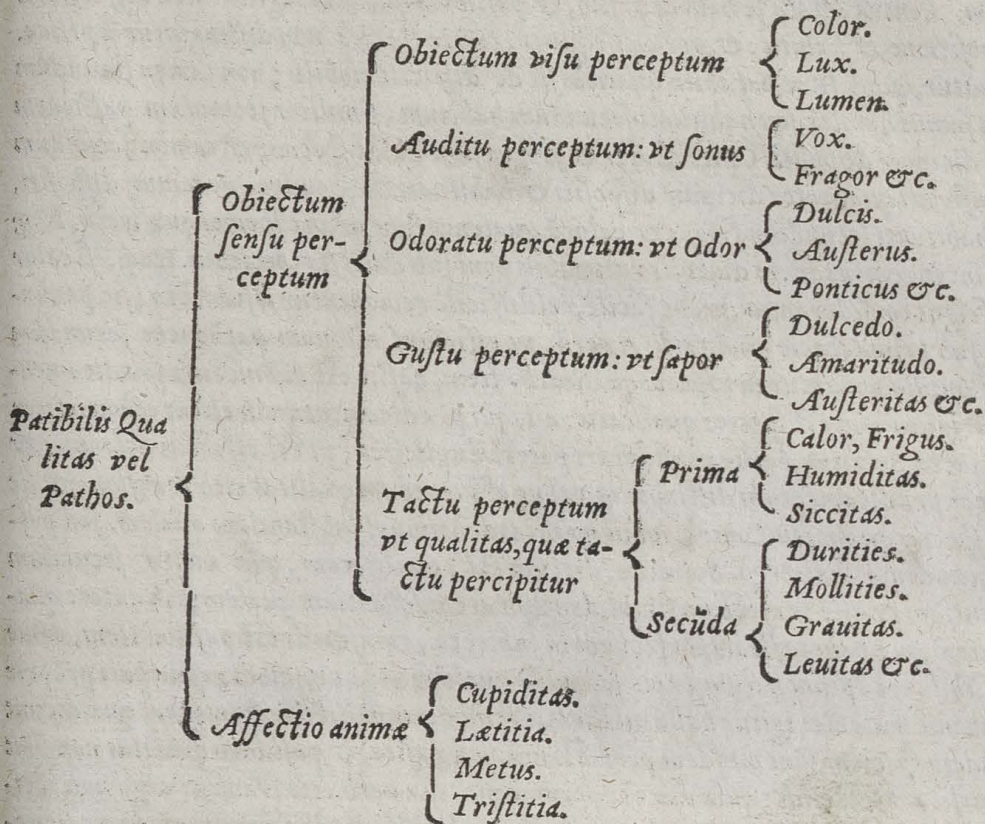 Patibilis Qua
litas vel
Pathos.
Obiectum
ſenſu per-
ceptum
Obiectum viſu perceptum
Color.
Lux.
Lumen.
Auditu perceptum: vt ſonus
Vox.
Fragor &c.
Odoratu perceptum: vt Odor
Dulcis.
Auſterus.
Ponticus &c.
Guſtu perceptum: vt ſapor
Dulcedo.
Amaritudo.
Auſteritas &c.
Tactu perceptum
vt qualitas, quæ ta-
ctu percipitur
Prima
Calor, Frigus.
Humiditas.
Siccitas.
Secũda
Durities.
Mollities.
Grauitas.
Leuitas &c.
Affectio animæ
Cupiditas.
Lætitia.
Metus.
Triſtitia.